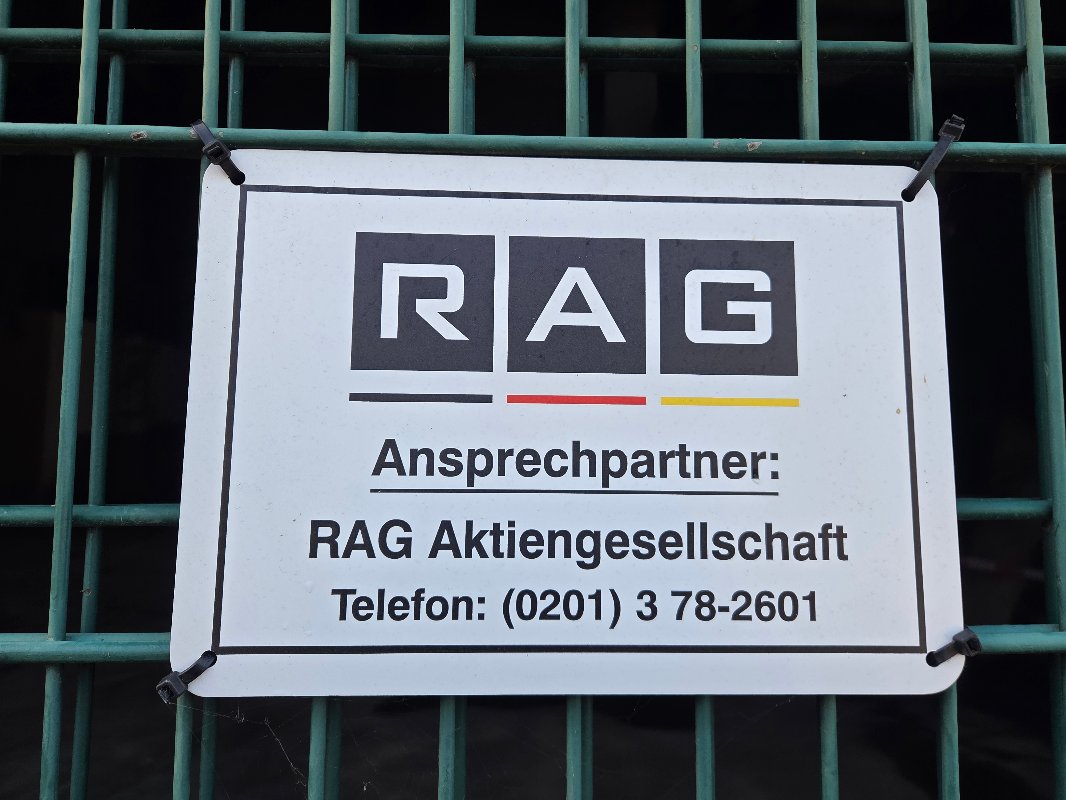 RAG
Ansprechpartner:
RAG Aktiengesellschaft
Telefon: (0201) 3 78-2601